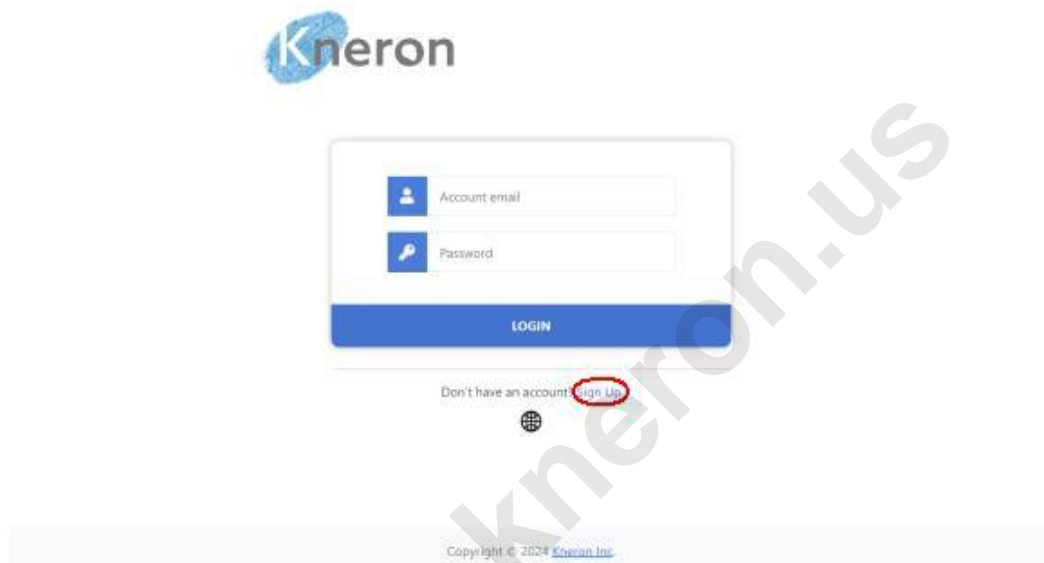 Kneron
Account email
Password
LOGIN
Don't have an account? Sign Up
Copyright © 2024 Kneron Inc.
kneron.us